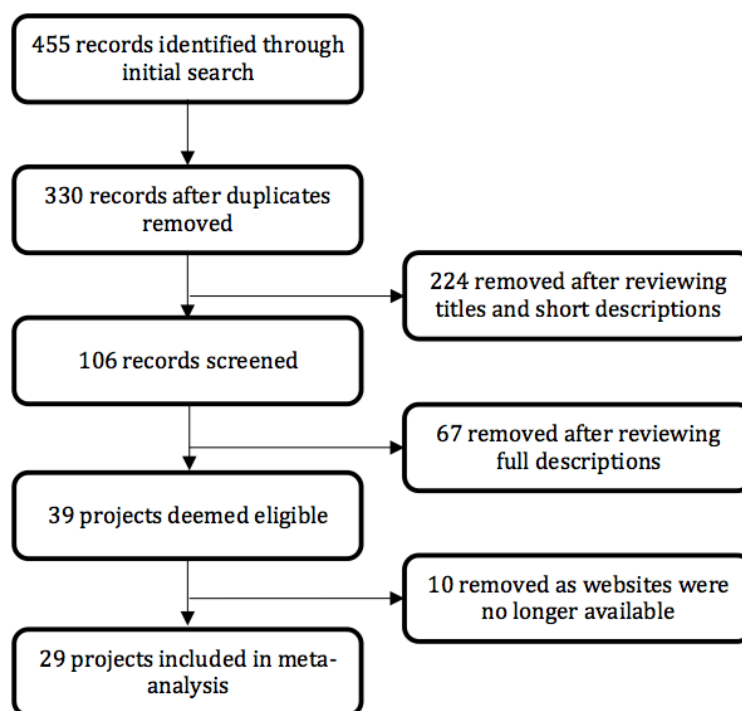 455 records identified through
initial search
330 records after duplicates
removed
224 removed after reviewing
titles and short descriptions
106 records screened
67 removed after reviewing
full descriptions
39 projects deemed eligible
10 removed as websites were
no longer available
29 projects included in meta-
analysis